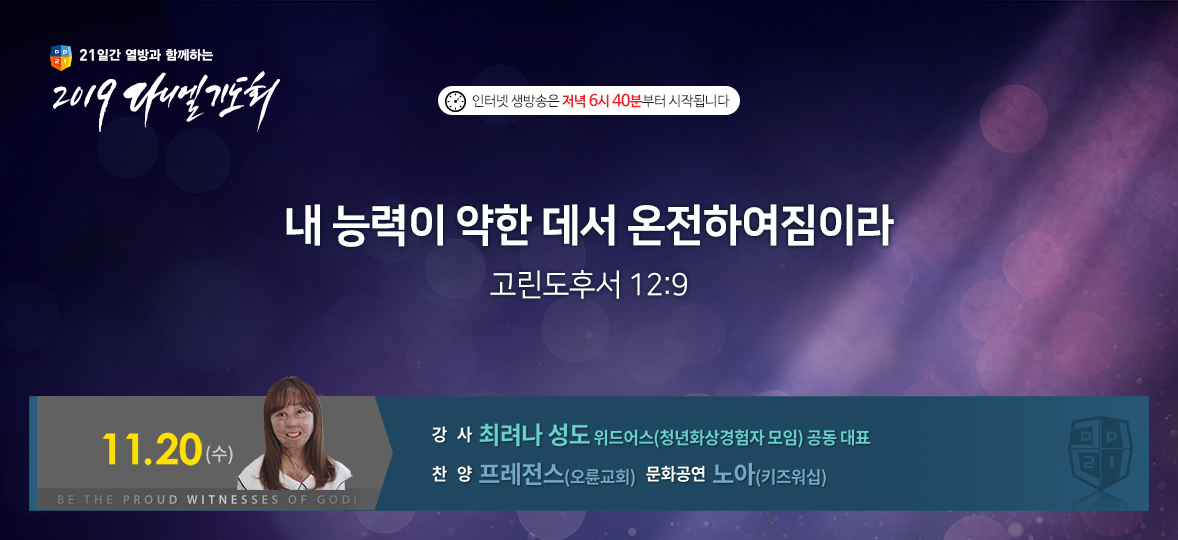 21일간 열방과 함께하는
2019 다니엘기도회
인터넷 생방송은 저녁 6시 40분부터 시작됩니다
내 능력이 약한 데서 온전하여짐이라
고린도후서 12:9
11.20(수)
BE THE PROUD WITNESSES OF GOD!
강 사 최려나 성도 위드어스(청년화상경험자 모임) 공동 대표
찬 양 프레전스(오륜교회) 문화공연 노아(키즈워십)
D P
2 1